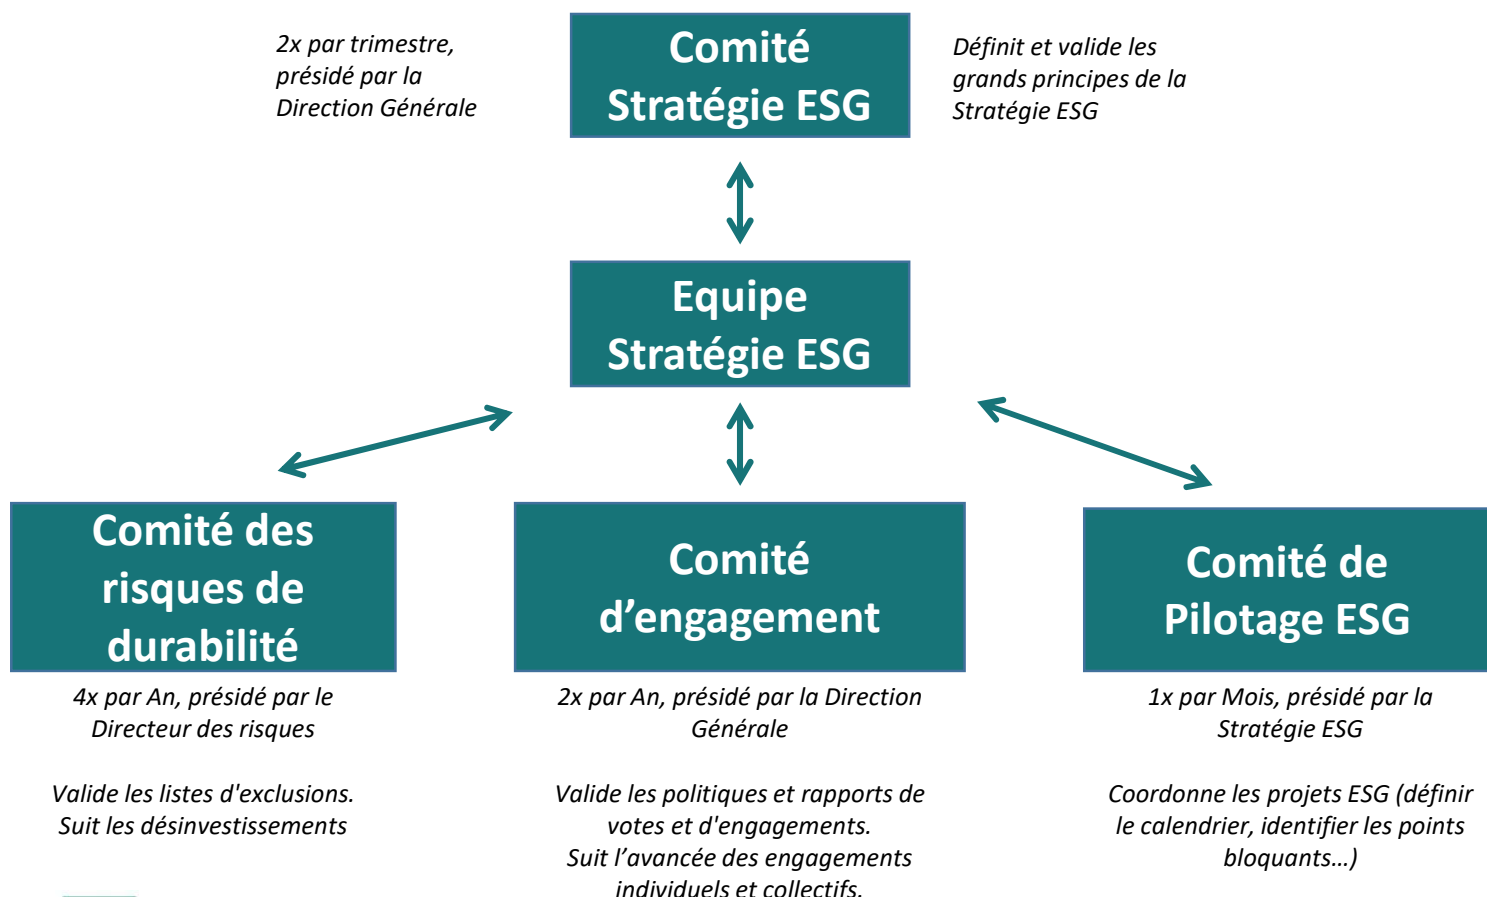 2x par trimestre,
présidé par la
Direction Générale
Comité
Stratégie ESG
Définit et valide les
grands principes de la
Stratégie ESG
Equipe
Stratégie ESG
Comité des
risques de
durabilité
4x par An, présidé par le
Directeur des risques
Valide les listes d'exclusions.
Suit les désinvestissements
Comité
d’engagement
2x par An, présidé par la Direction
Générale
Valide les politiques et rapports de
votes et d'engagements.
Suit l’avancée des engagements
individuels et collectifs.
Comité de
Pilotage ESG
1x par Mois, présidé par la
Stratégie ESG
Coordonne les projets ESG (définir
le calendrier, identifier les points
bloquants…)